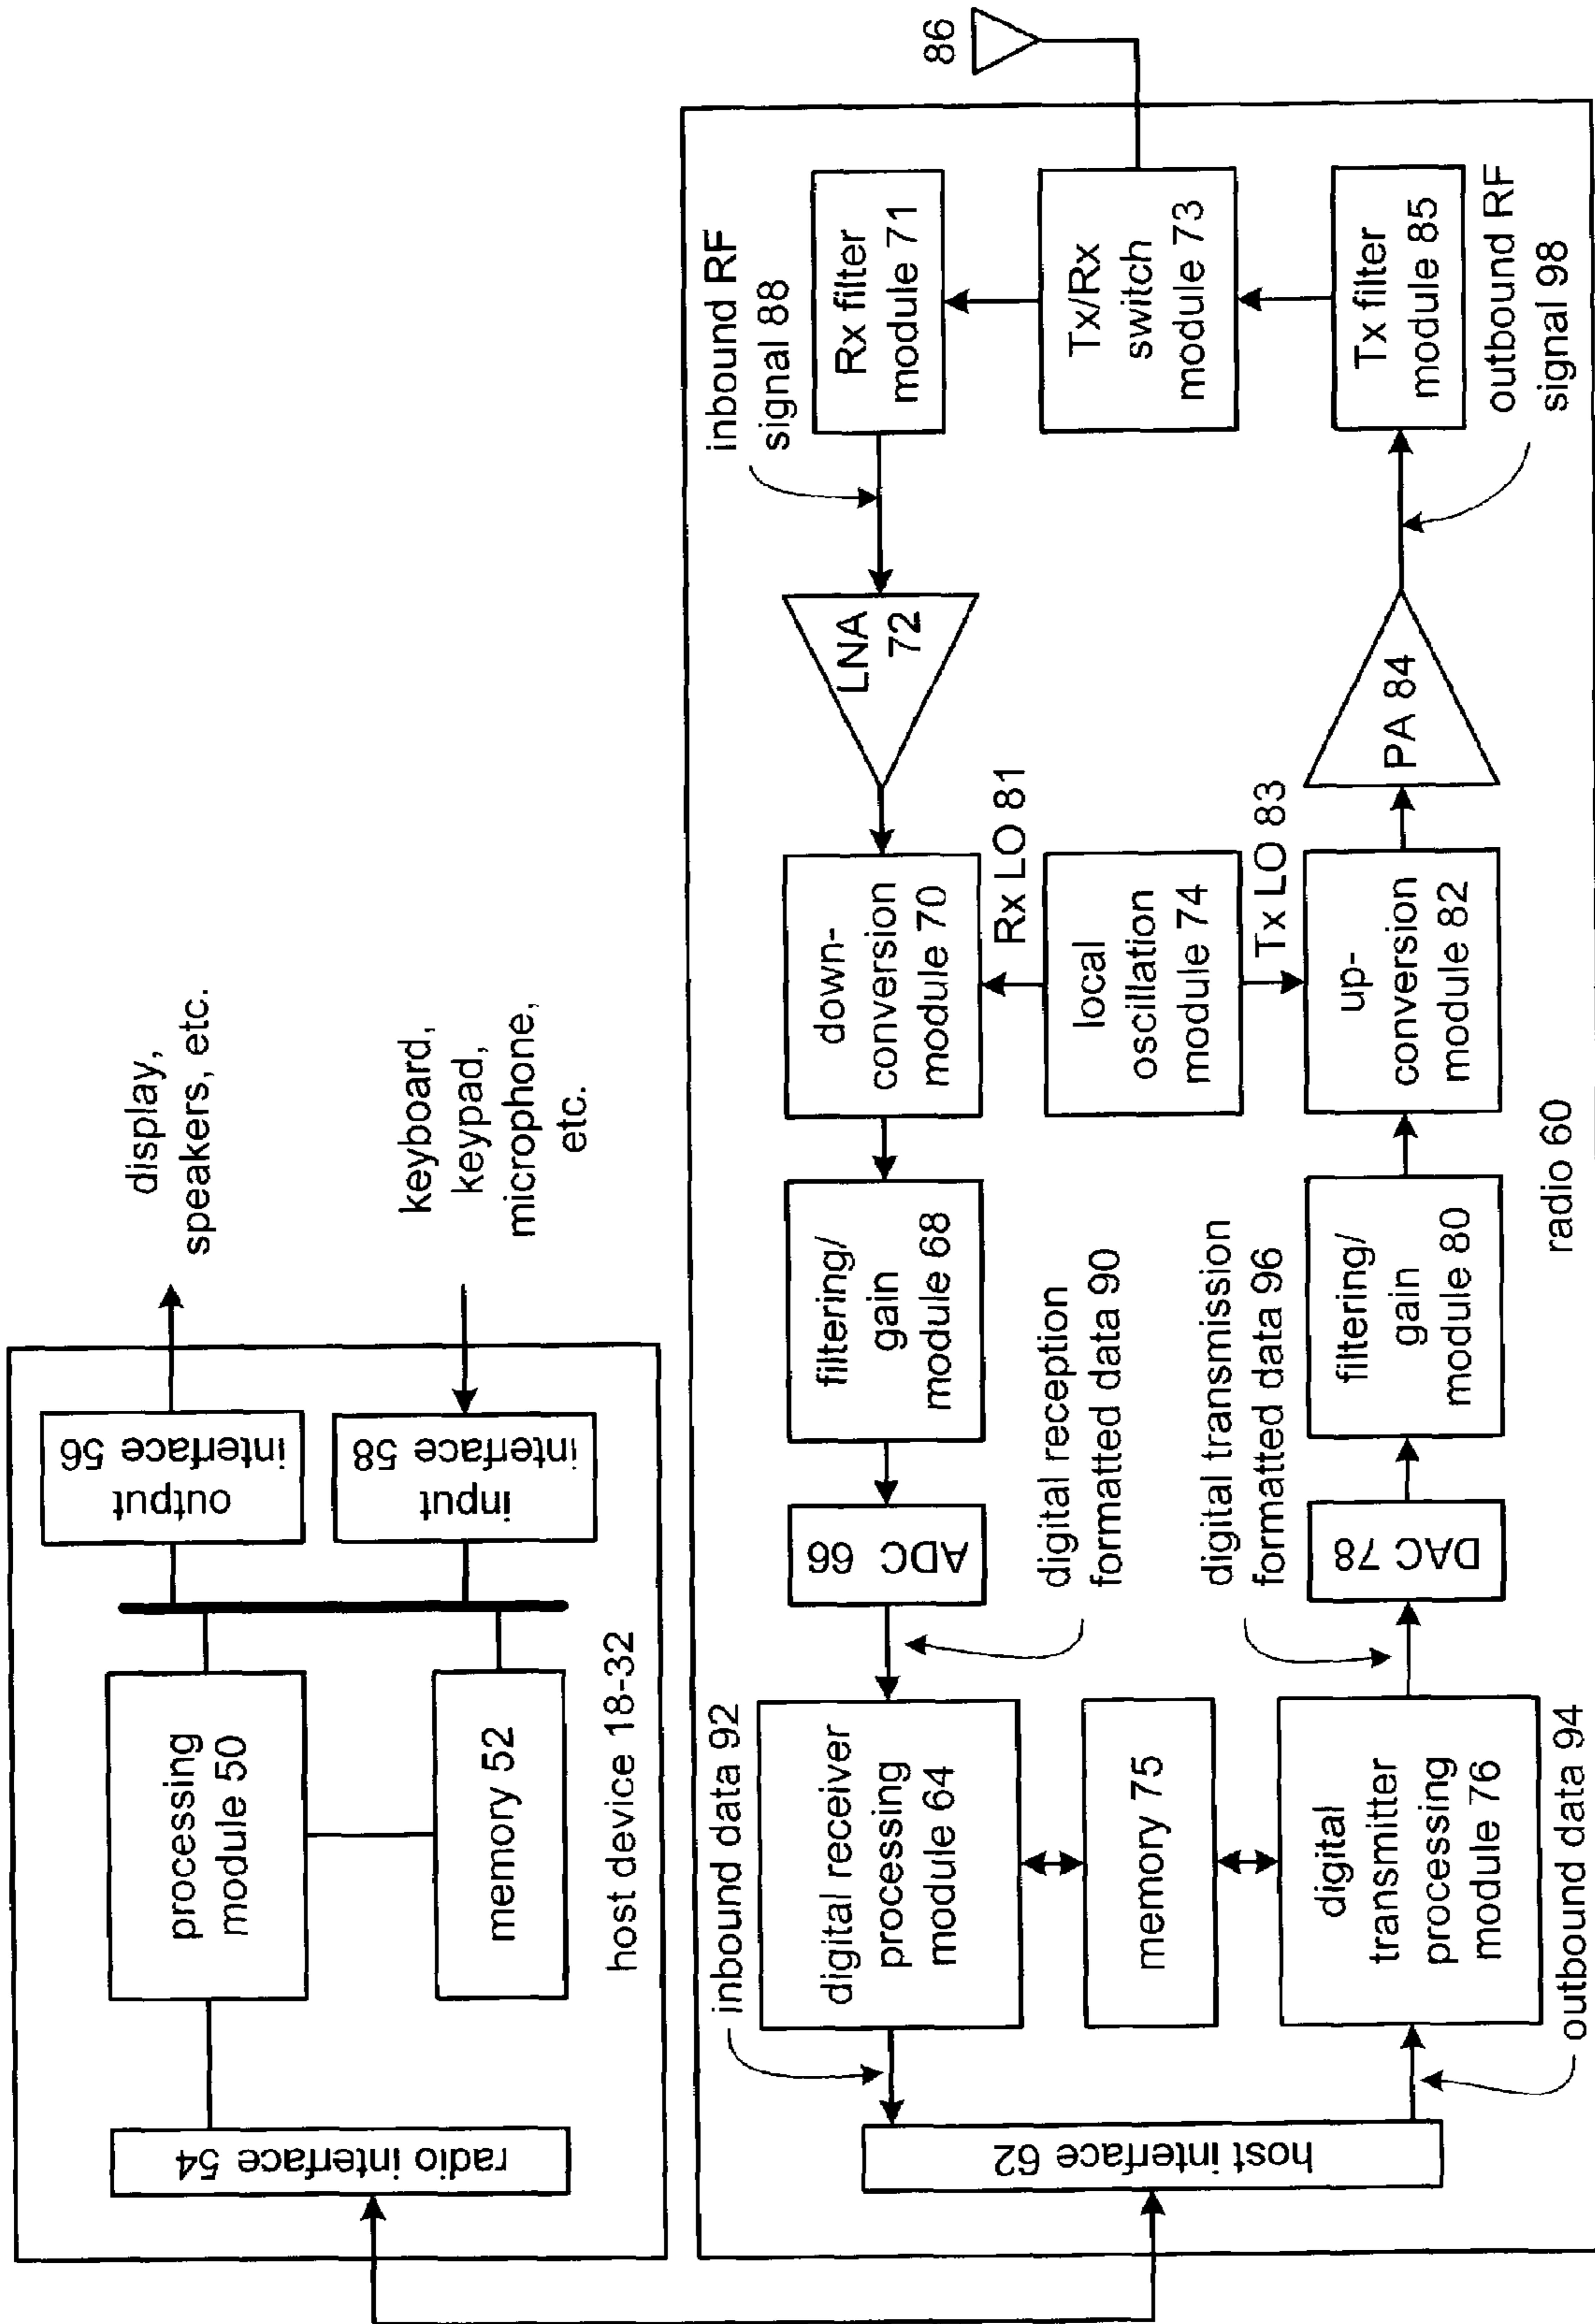 radio interface 54
processing
module 50
memory 52
output
interface 56
input
interface 58
display,
speakers, etc.
keyboard,
keypad,
microphone,
etc.
host device 18-32
host interface 62
inbound data 92
digital receiver
processing
module 64
memory 75
digital
transmitter
processing
module 76
outbound data 94
ADC 66
digital reception
formatted data 90
digital transmission
formatted data 96
DAC 78
filtering/
gain
module 68
filtering/
gain
module 80
down-
conversion
module 70
Rx LO 81
local
oscillation
module 74
Tx LO 83
up-
conversion
module 82
LNA
72
PA 84
inbound RF
signal 88
Rx filter
module 71
Tx/Rx
switch
module 73
Tx filter
module 85
outbound RF
signal 98
86
radio 60